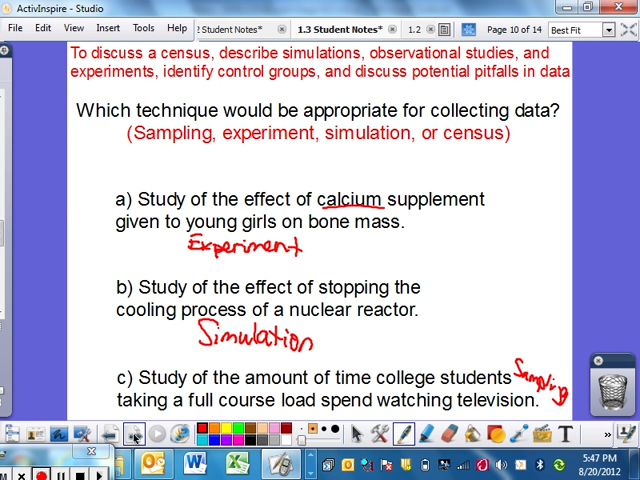 ActivInspire - Studio
File Edit View Insert Tools Help
2 Student Notes* 1.3 Student Notes* 1.2 Page 10 of 14 Best Fit
To discuss a census, describe simulations, observational studies, and
experiments, identify control groups, and discuss potential pitfalls in data
Which technique would be appropriate for collecting data?
(Sampling, experiment, simulation, or census)
a) Study of the effect of calcium supplement
given to young girls on bone mass.
Experiment
b) Study of the effect of stopping the
cooling process of a nuclear reactor.
Simulation
c) Study of the amount of time college students Sampling
taking a full course load spend watching television.
T »
5:47 PM
8/20/2012